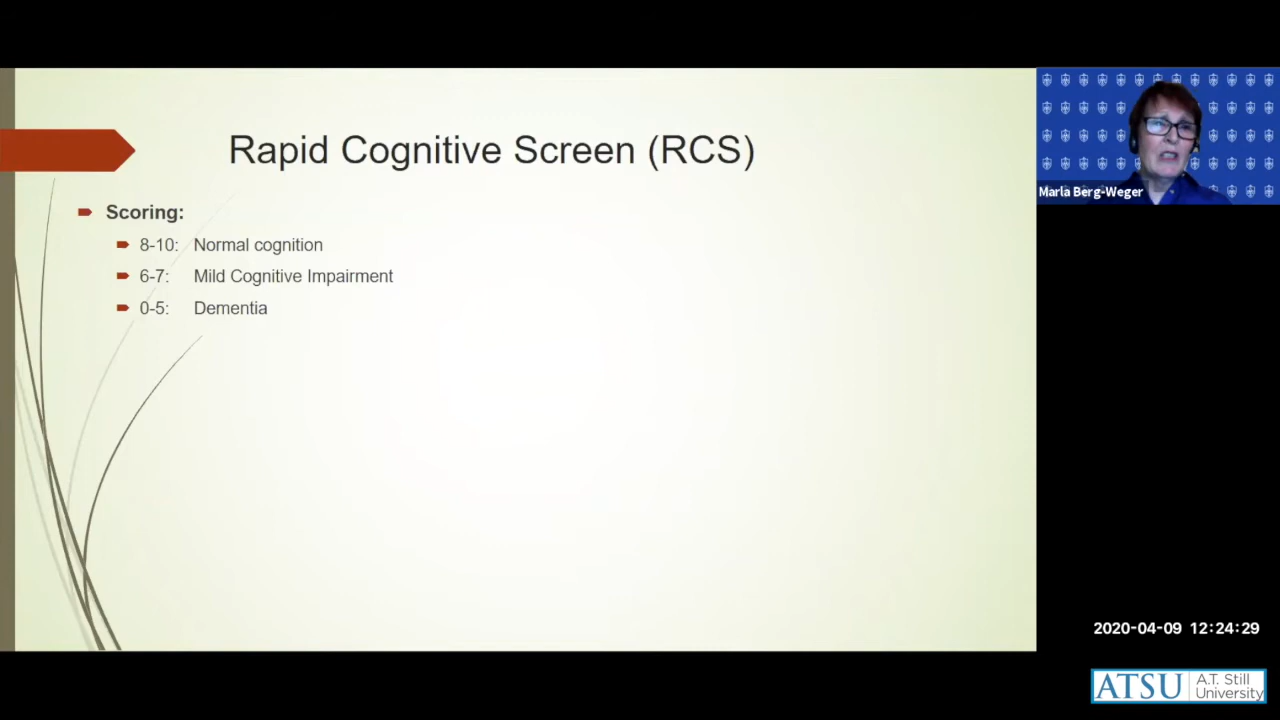 Rapid Cognitive Screen (RCS)
Scoring:
8-10: Normal cognition
6-7: Mild Cognitive Impairment
0-5: Dementia
Marla Berg-Weger
2020-04-09 12:24:29
ATSU A.T. Still
University